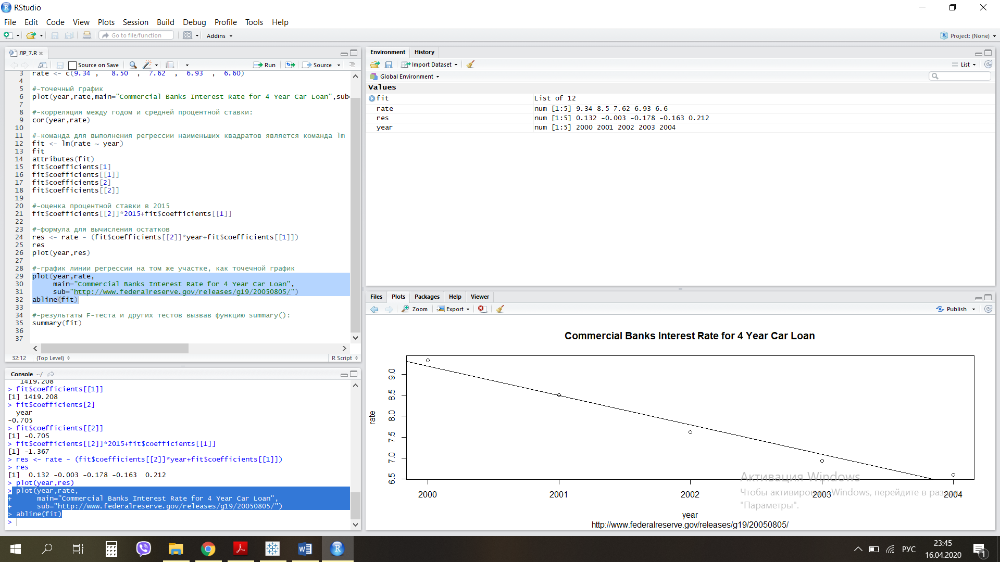 RStudio
File Edit Code View Plots Session Build Debug Profile Tools Help
Go to file/function Addins Project: (None)
ЛР_7.R
Source on Save Run Source
3 rate <- c(9.34 , 8.50 , 7.62 , 6.93 , 6.60)
4
5 #-точечный график
6 plot(year,rate,main="Commercial Banks Interest Rate for 4 Year Car Loan",sub=
7
8 #-корреляция между годом и средней процентной ставки:
9 cor(year,rate)
10
11 #-команда для выполнения регрессии наименьших квадратов является команда lm
12 fit <- lm(rate ~ year)
13 fit
14 attributes(fit)
15 fit$coefficients[1]
16 fit$coefficients[[1]]
17 fit$coefficients[2]
18 fit$coefficients[[2]]
19
20 #-оценка процентной ставки в 2015
21 fit$coefficients[[2]]*2015+fit$coefficients[[1]]
22
23 #-формула для вычисления остатков
24 res <- rate - (fit$coefficients[[2]]*year+fit$coefficients[[1]])
25 res
26 plot(year,res)
27
28 #-график линии регрессии на том же участке, как точечной график
29 plot(year,rate,
30 main="Commercial Banks Interest Rate for 4 Year Car Loan",
31 sub="http://www.federalreserve.gov/releases/g19/20050805/")
32 abline(fit)
33
34 #-результаты F-теста и других тестов вызвав функцию summary():
35 summary(fit)
36
37
32:12 (Top Level) R Script
Console ~/
1419.208
> fit$coefficients[[1]]
[1] 1419.208
> fit$coefficients[2]
year
-0.705
> fit$coefficients[[2]]
[1] -0.705
> fit$coefficients[[2]]*2015+fit$coefficients[[1]]
[1] -1.367
> res <- rate - (fit$coefficients[[2]]*year+fit$coefficients[[1]])
> res
[1] 0.132 -0.003 -0.178 -0.163 0.212
> plot(year,res)
> plot(year,rate,
+ main="Commercial Banks Interest Rate for 4 Year Car Loan",
+ sub="http://www.federalreserve.gov/releases/g19/20050805/")
> abline(fit)
>
Environment History
Import Dataset List
Global Environment
Values
fit List of 12
rate num [1:5] 9.34 8.5 7.62 6.93 6.6
res num [1:5] 0.132 -0.003 -0.178 -0.163 0.212
year num [1:5] 2000 2001 2002 2003 2004
Files Plots Packages Help Viewer
Zoom Export Publish
Commercial Banks Interest Rate for 4 Year Car Loan
9.0
8.5
8.0
7.5
7.0
6.5
rate
2000 2001 2002 2003 2004
year
http://www.federalreserve.gov/releases/g19/20050805/
Активация Windows
Чтобы активировать Windows, перейдите в раздел
"Параметры".
РУС
23:45
16.04.2020
1